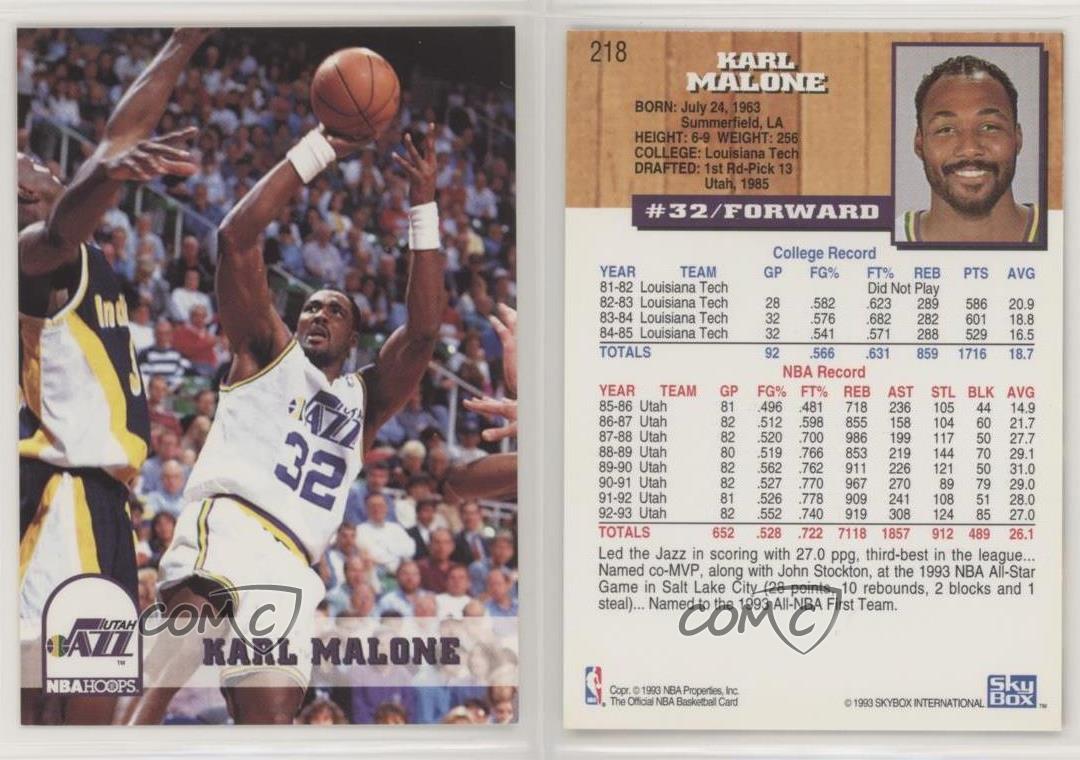 Ind
JAZZ
32
UTAH
JAZZ
TM
NBA HOOPS
KARL MALONE
COMC
218
KARL
MALONE
BORN: July 24, 1963
Summerfield, LA
HEIGHT: 6-9 WEIGHT: 256
COLLEGE: Louisiana Tech
DRAFTED: 1st Rd-Pick 13
Utah, 1985
#32/FORWARD
College Record
YEAR TEAM GP FG% FT% REB PTS AVG
81-82 Louisiana Tech Did Not Play
82-83 Louisiana Tech 28 .582 .623 289 586 20.9
83-84 Louisiana Tech 32 .576 .682 282 601 18.8
84-85 Louisiana Tech 32 .541 .571 288 529 16.5
TOTALS 92 .566 .631 859 1716 18.7
NBA Record
YEAR TEAM GP FG% FT% REB AST STL BLK AVG
85-86 Utah 81 .496 .481 718 236 105 44 14.9
86-87 Utah 82 .512 .598 855 158 104 60 21.7
87-88 Utah 82 .520 .700 986 199 117 50 27.7
88-89 Utah 80 .519 .766 853 219 144 70 29.1
89-90 Utah 82 .562 .762 911 226 121 50 31.0
90-91 Utah 82 .527 .770 967 270 89 79 29.0
91-92 Utah 81 .526 .778 909 241 108 51 28.0
92-93 Utah 82 .552 .740 919 308 124 85 27.0
TOTALS 652 .528 .722 7118 1857 912 489 26.1
Led the Jazz in scoring with 27.0 ppg, third-best in the league...
Named co-MVP, along with John Stockton, at the 1993 NBA All-Star
Game in Salt Lake City (28 points, 10 rebounds, 2 blocks and 1
steal)... Named to the 1993 All-NBA First Team.
COMC
Copr. © 1993 NBA Properties, Inc.
The Official NBA Basketball Card
© 1993 SKYBOX INTERNATIONAL
Sky
BOX
TM